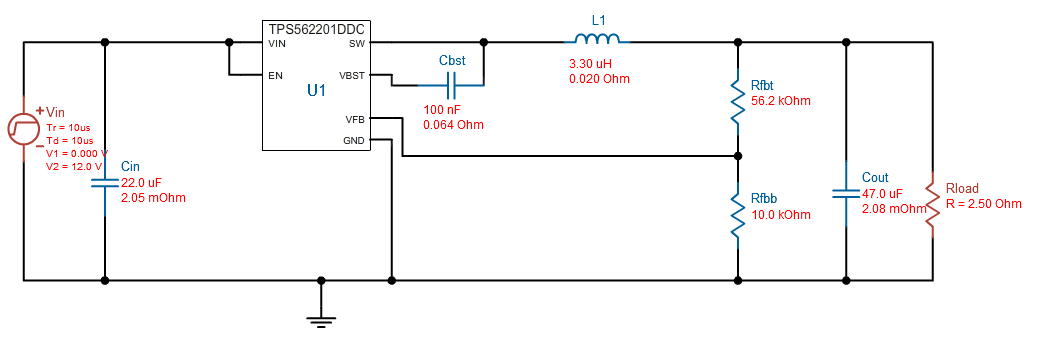 TPS562201DDC
VIN
SW
EN
VBST
U1
VFB
GND
L1
3.30 uH
0.020 Ohm
Cbst
100 nF
0.064 Ohm
+
Vin
Tr = 10us
Td = 10us
V1 = 0.000 V
V2 = 12.0 V
Cin
22.0 uF
2.05 mOhm
Rfbt
56.2 kOhm
Rfbb
10.0 kOhm
Cout
47.0 uF
2.08 mOhm
Rload
R = 2.50 Ohm